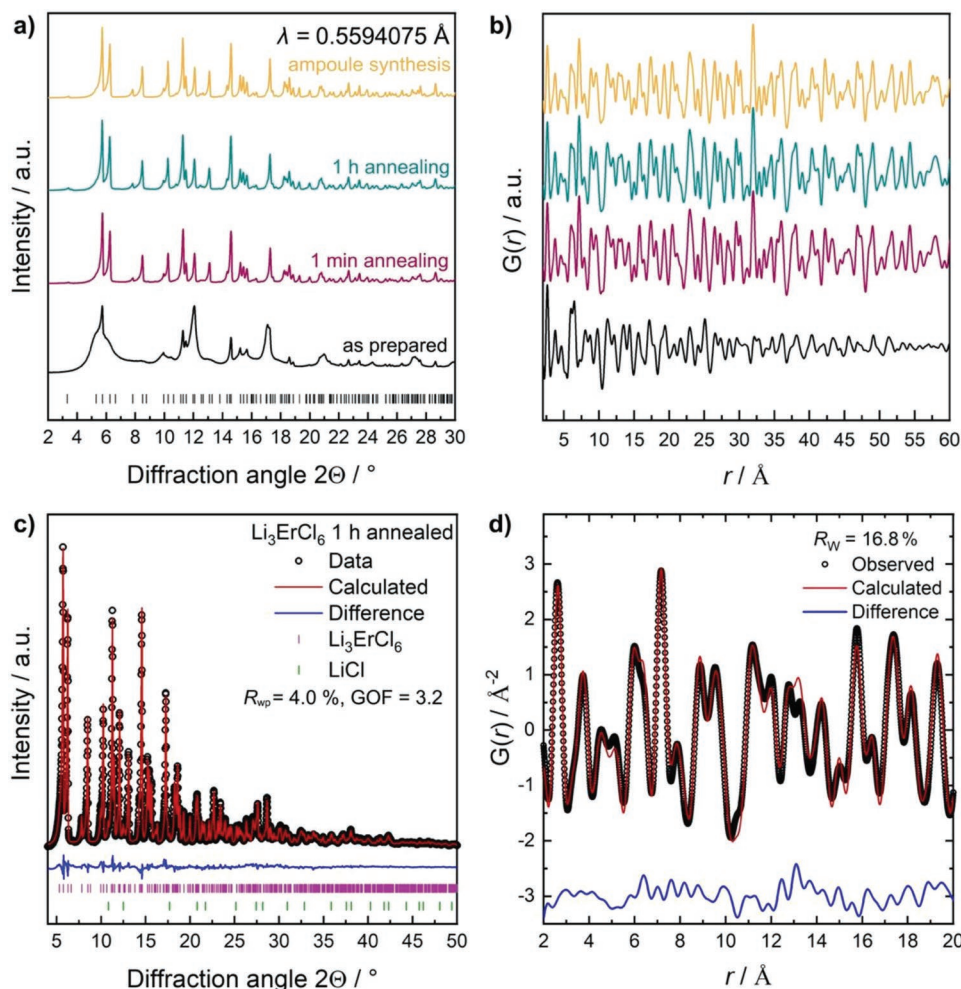 a)
λ = 0.5594075 Å
ampoule synthesis
1 h annealing
1 min annealing
as prepared
Intensity / a.u.
2 4 6 8 10 12 14 16 18 20 22 24 26 28 30
Diffraction angle 2Θ / °
b)
G(r) / a.u.
5 10 15 20 25 30 35 40 45 50 55 60
r / Å
c)
Li₃ErCl₆ 1 h annealed
Data
Calculated
Difference
Li₃ErCl₆
LiCl
Rwp= 4.0 %, GOF = 3.2
Intensity / a.u.
5 10 15 20 25 30 35 40 45 50
Diffraction angle 2Θ / °
d)
RW = 16.8 %
Observed
Calculated
Difference
G(r) / Å⁻²
3
2
1
0
-1
-2
-3
2 4 6 8 10 12 14 16 18 20
r / Å